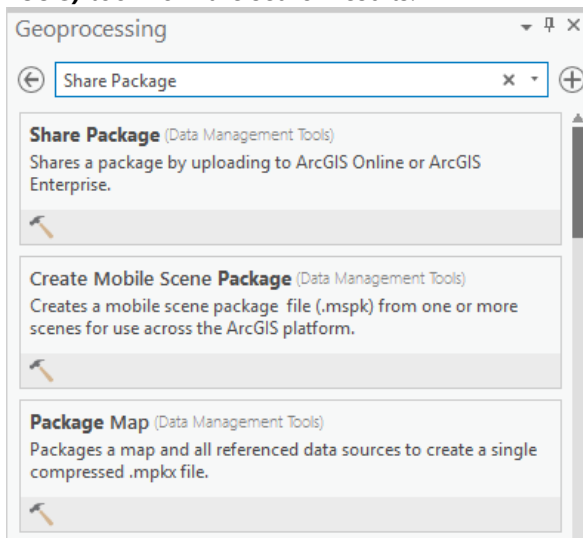 Geoprocessing
Share Package
Share Package (Data Management Tools)
Shares a package by uploading to ArcGIS Online or ArcGIS
Enterprise.
Create Mobile Scene Package (Data Management Tools)
Creates a mobile scene package file (.mspk) from one or more
scenes for use across the ArcGIS platform.
Package Map (Data Management Tools)
Packages a map and all referenced data sources to create a single
compressed .mpkx file.